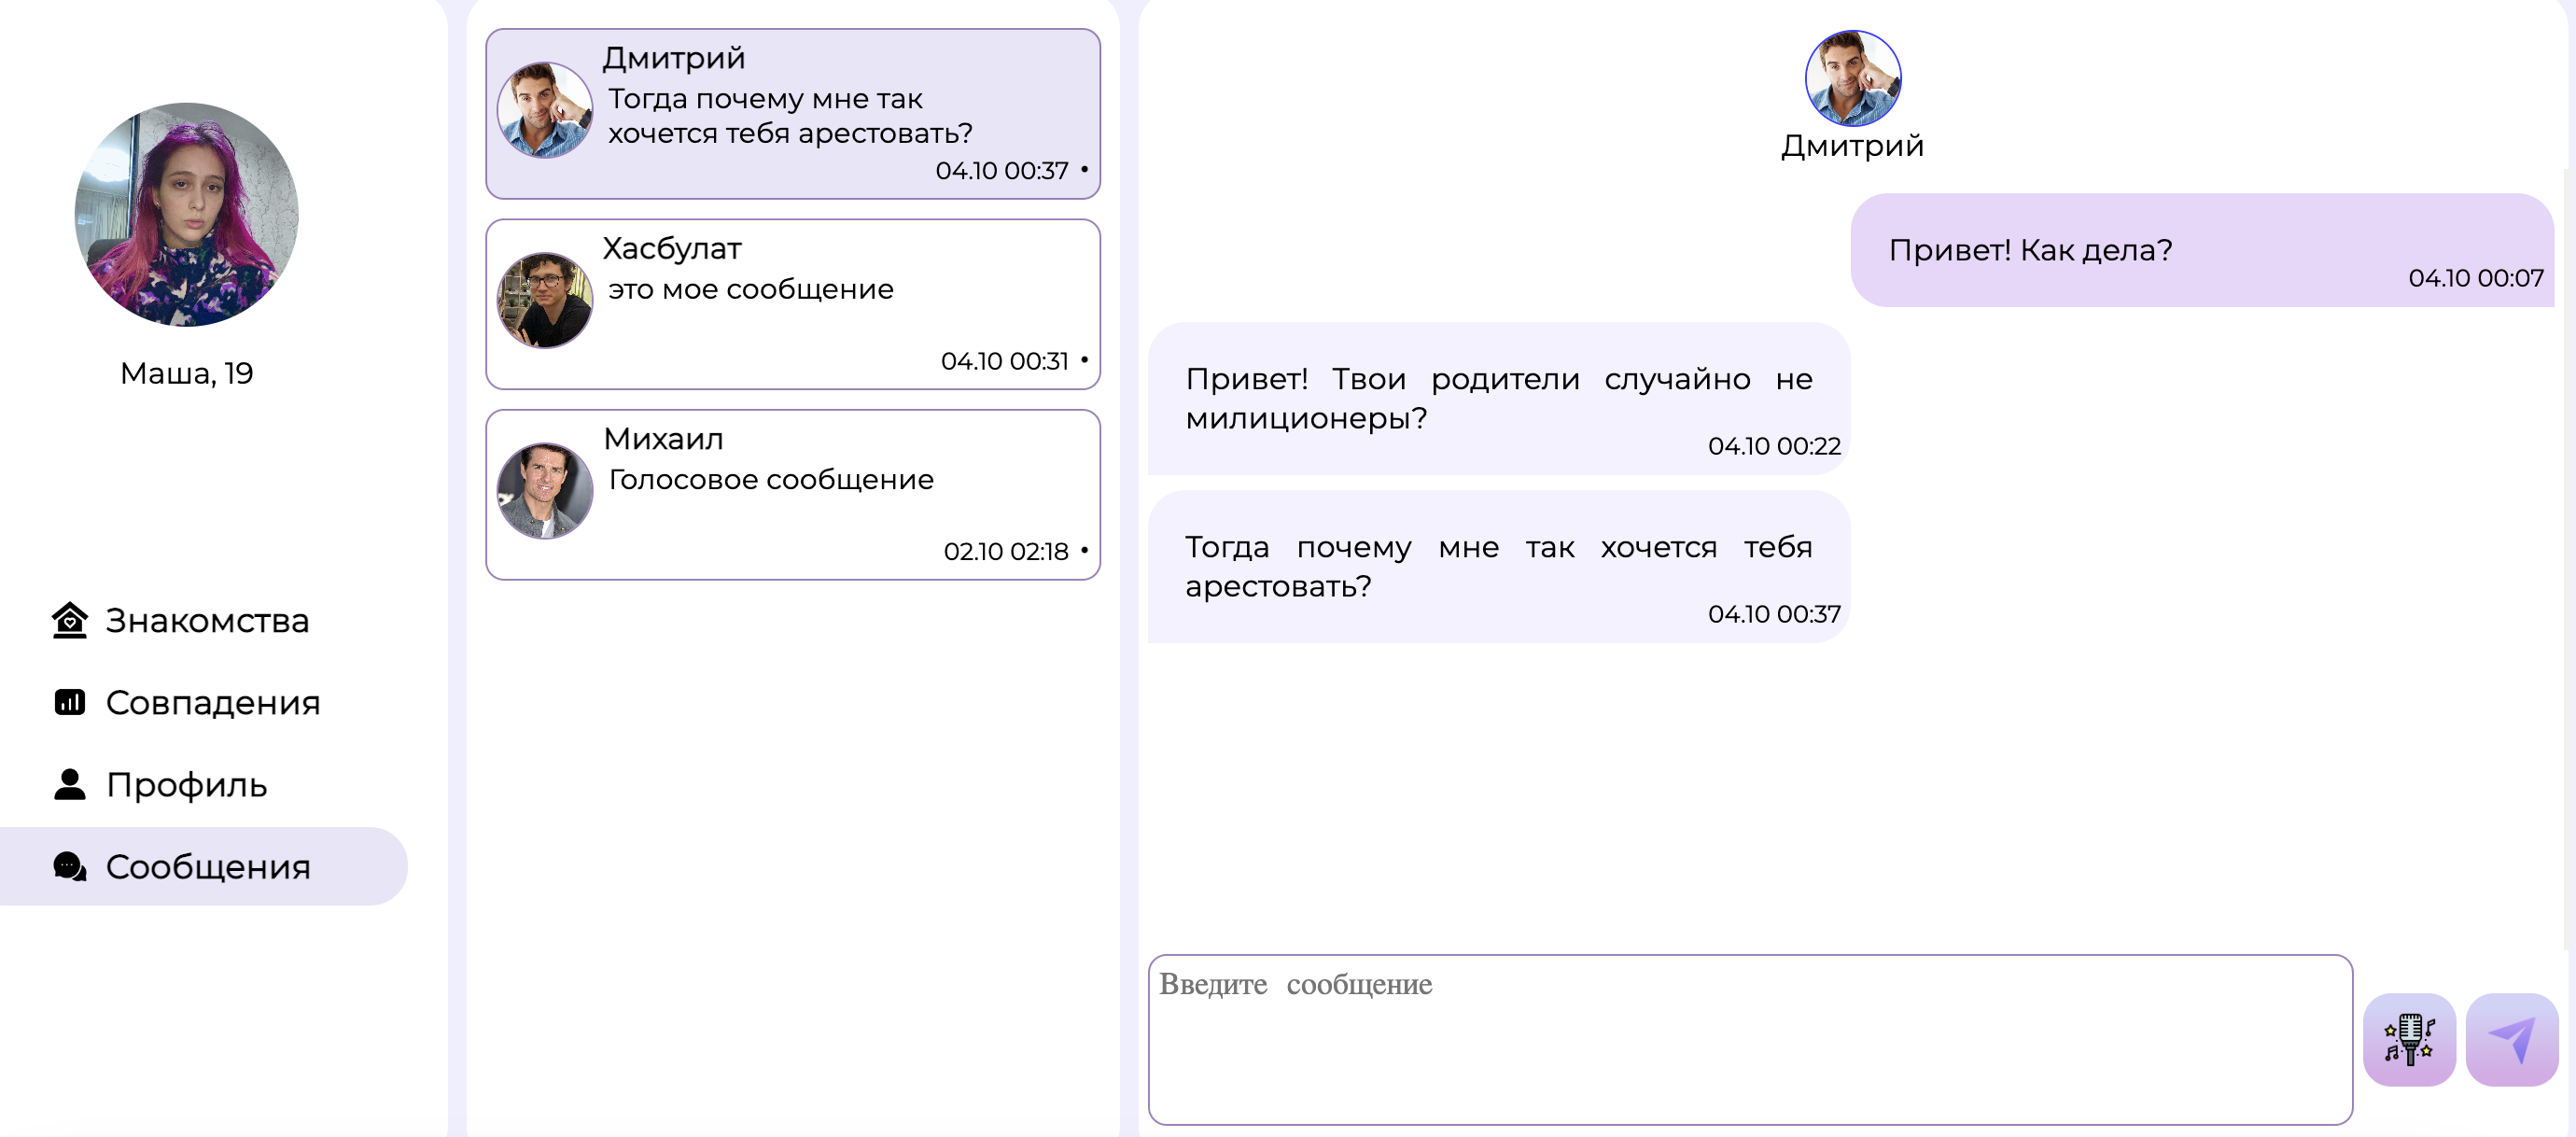 Маша, 19
Знакомства
Совпадения
Профиль
Сообщения
Дмитрий
Тогда почему мне так
хочется тебя арестовать?
04.10 00:37 •
Хасбулат
это мое сообщение
04.10 00:31 •
Михаил
Голосовое сообщение
02.10 02:18 •
Дмитрий
Привет! Как дела?
04.10 00:07
Привет! Твои родители случайно не
милиционеры?
04.10 00:22
Тогда почему мне так хочется тебя
арестовать?
04.10 00:37
Введите сообщение